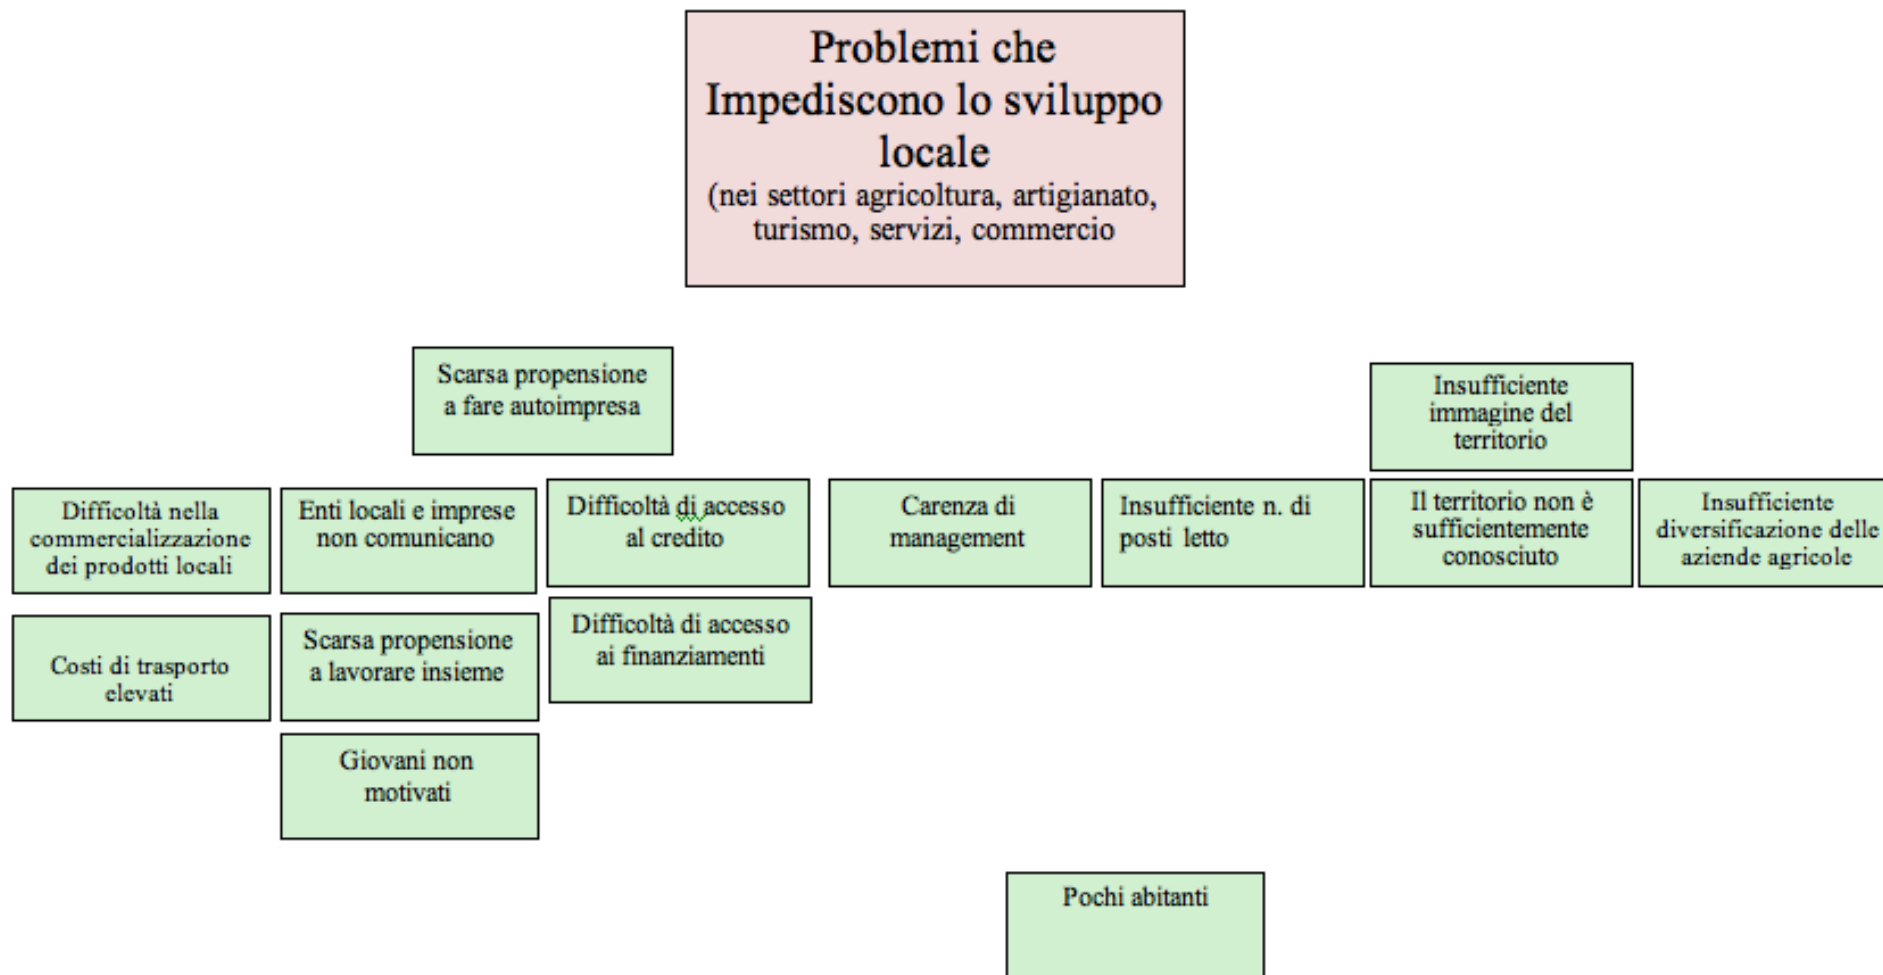 Problemi che
Impediscono lo sviluppo
locale
(nei settori agricoltura, artigianato,
turismo, servizi, commercio
Scarsa propensione
a fare autoimpresa
Insufficiente
immagine del
territorio
Difficoltà nella
commercializzazione
dei prodotti locali
Enti locali e imprese
non comunicano
Difficoltà di accesso
al credito
Carenza di
management
Insufficiente n. di
posti letto
Il territorio non è
sufficientemente
conosciuto
Insufficiente
diversificazione delle
aziende agricole
Costi di trasporto
elevati
Scarsa propensione
a lavorare insieme
Difficoltà di accesso
ai finanziamenti
Giovani non
motivati
Pochi abitanti